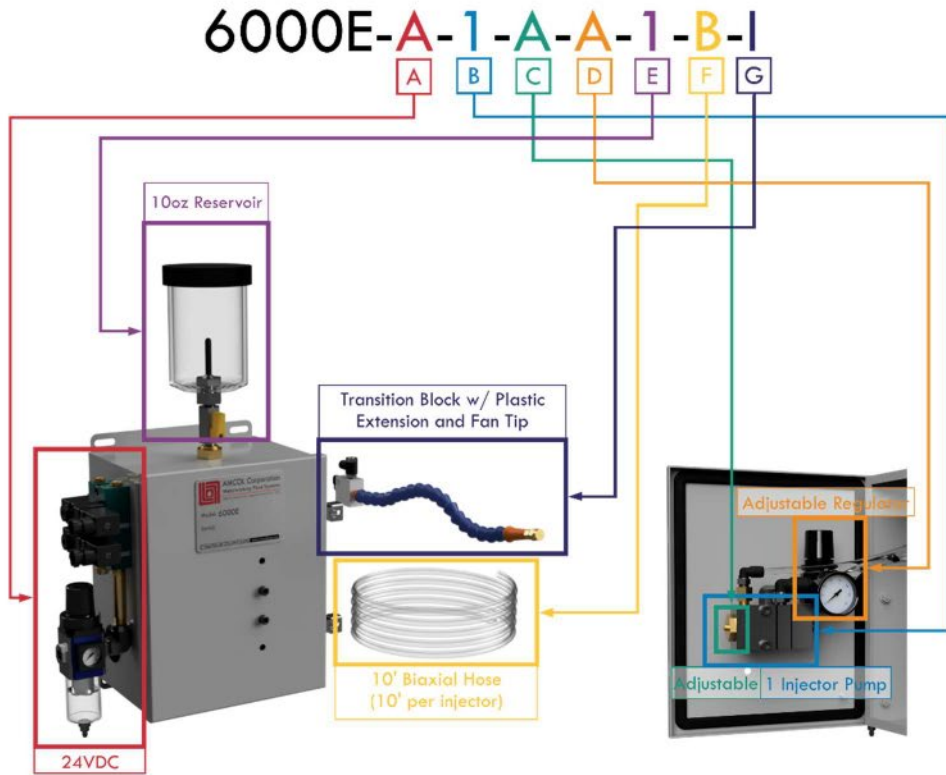 6000E-A-1-A-A-1-B-I
A B C D E F G
10oz Reservoir
Transition Block w/ Plastic
Extension and Fan Tip
AMCOL Corporation
6000E
Adjustable Regulator
10' Biaxial Hose
(10' per injector)
Adjustable
1 Injector Pump
24VDC